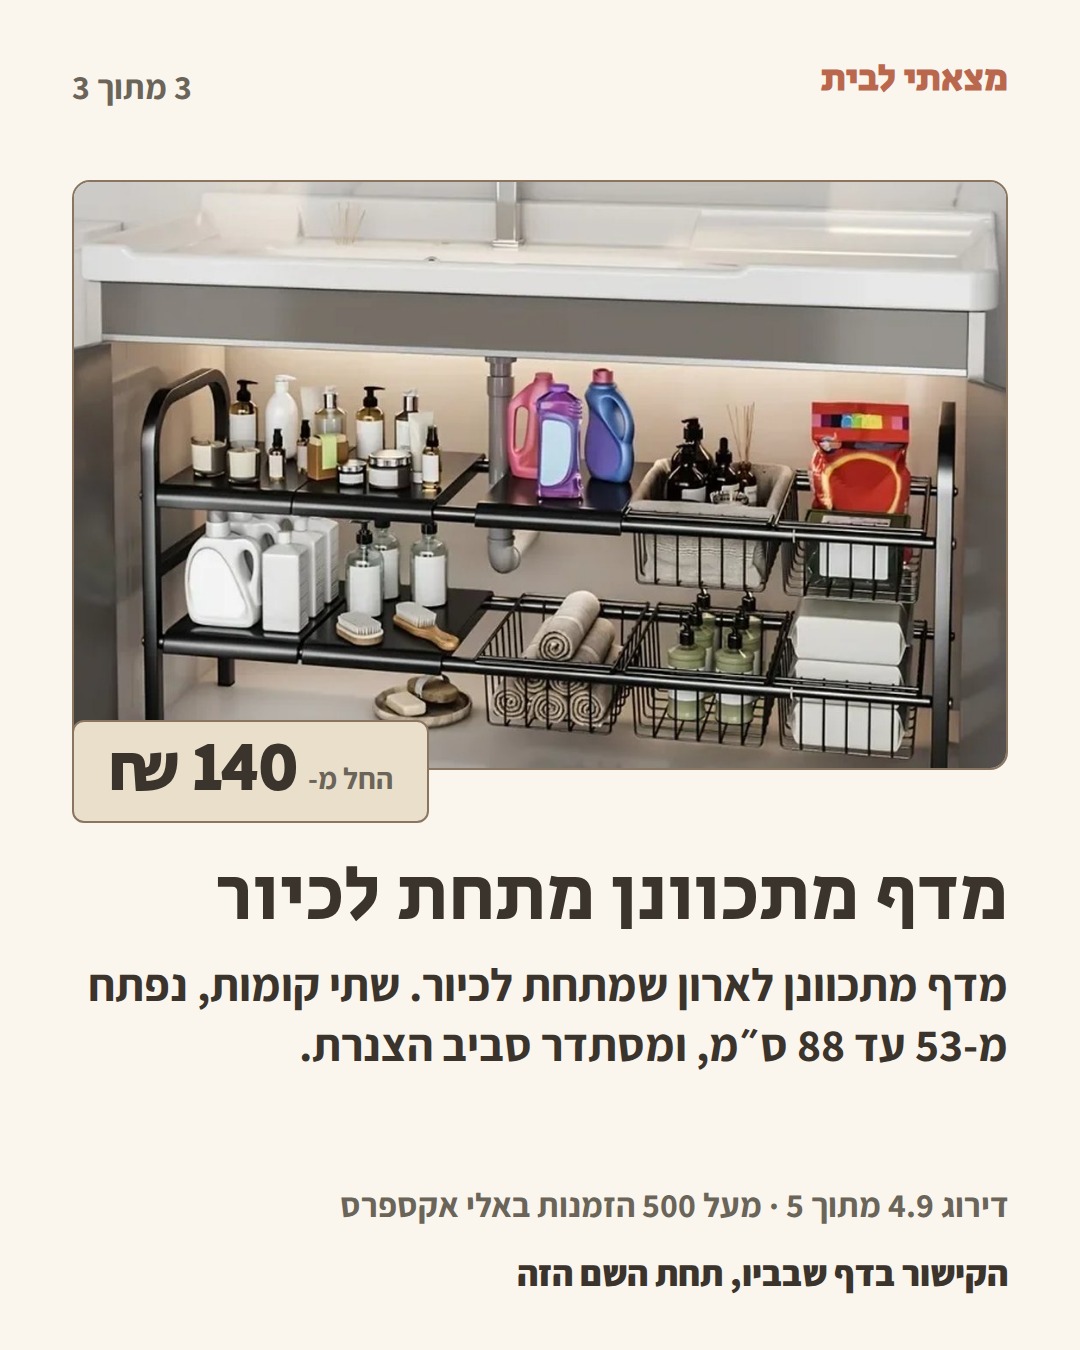 מצאתי לבית
3 מתוך 3
החל מ- 140 ₪
מדף מתכוונן מתחת לכיור
מדף מתכוונן לארון שמתחת לכיור. שתי קומות, נפתח
מ-53 עד 88 ס״מ, ומסתדר סביב הצנרת.
דירוג 4.9 מתוך 5 · מעל 500 הזמנות באלי אקספרס
הקישור בדף שבביו, תחת השם הזה